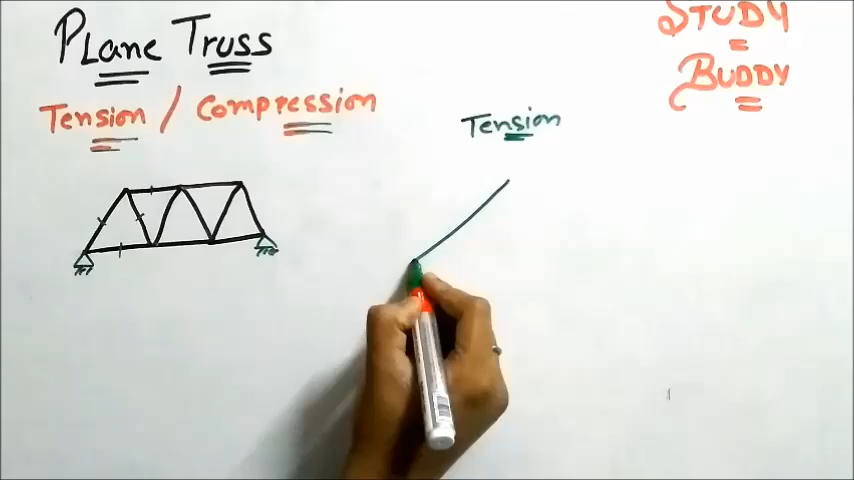 PLane Truss
Tension / Compression
Tension
STUDY
BUDDY